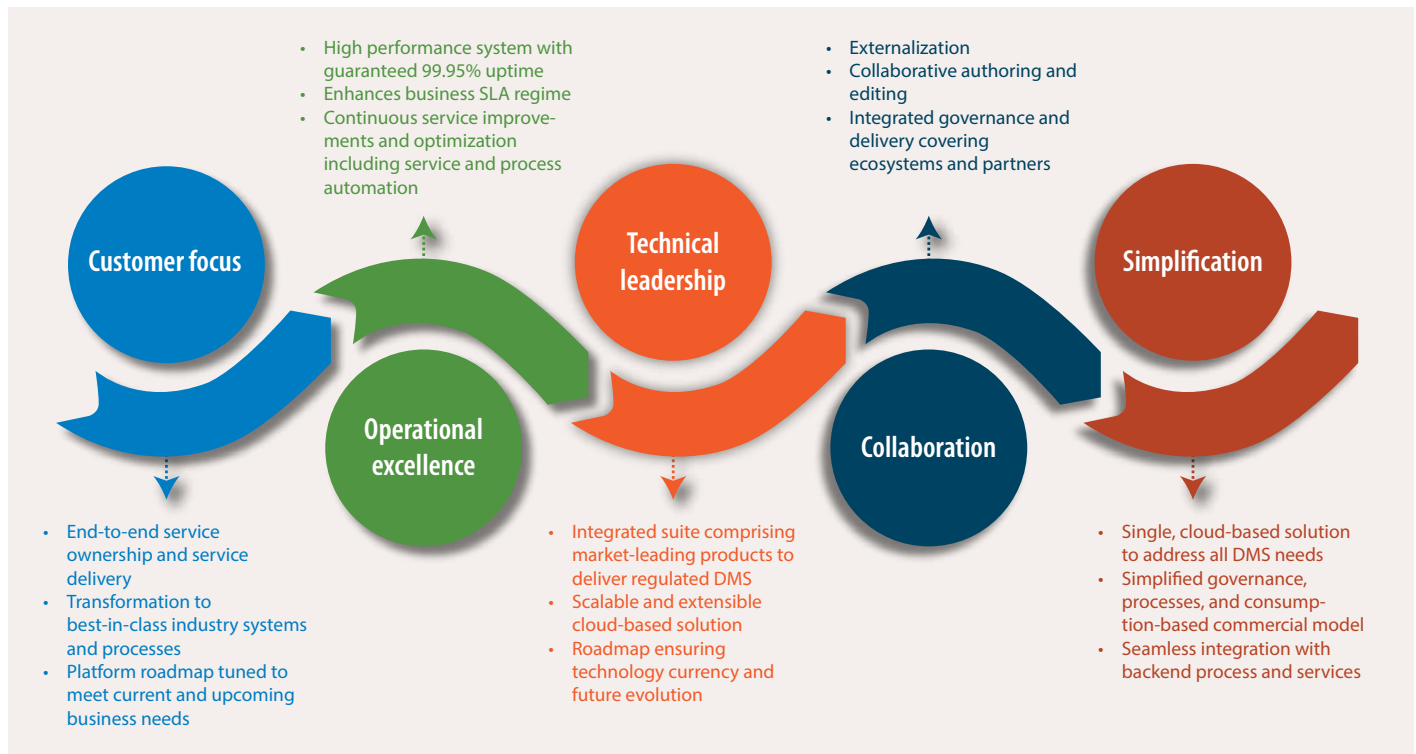 • High performance system with
guaranteed 99.95% uptime
• Enhances business SLA regime
• Continuous service improve-
ments and optimization
including service and process
automation
• Externalization
• Collaborative authoring and
editing
• Integrated governance and
delivery covering
ecosystems and partners
Customer focus
Technical
leadership
Simplification
Operational
excellence
Collaboration
• End-to-end service
ownership and service
delivery
• Transformation to
best-in-class industry systems
and processes
• Platform roadmap tuned to
meet current and upcoming
business needs
• Integrated suite comprising
market-leading products to
deliver regulated DMS
• Scalable and extensible
cloud-based solution
• Roadmap ensuring
technology currency and
future evolution
• Single, cloud-based solution
to address all DMS needs
• Simplified governance,
processes, and consump-
tion-based commercial model
• Seamless integration with
backend process and services